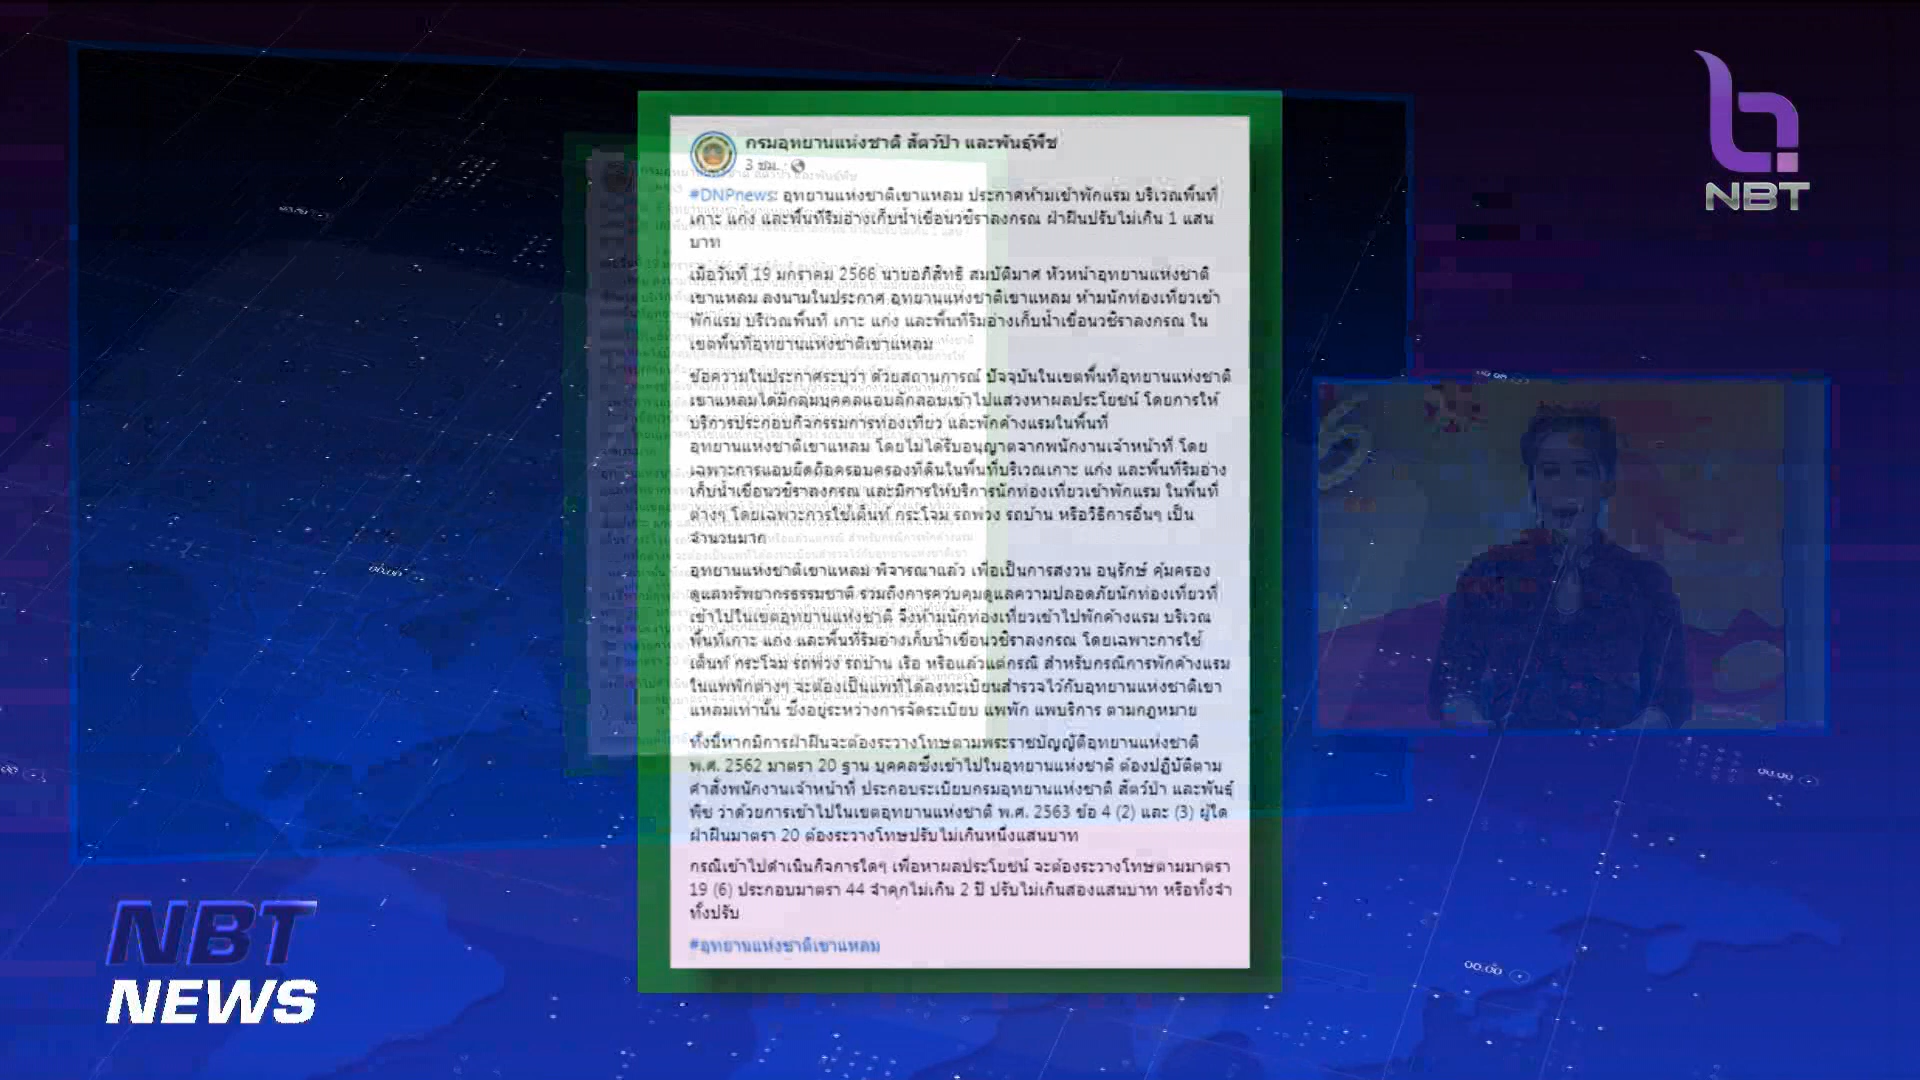 NBT
กรมอุทยานแห่งชาติ สัตว์ป่า และพันธุ์พืช
3 ชม.
#DNPnews: อุทยานแห่งชาติเขาแหลม ประกาศห้ามเข้าพักแรม บริเวณพื้นที่
เกาะ แก่ง และพื้นที่ริมอ่างเก็บน้ำเขื่อนวชิราลงกรณ ฝ่าฝืนปรับไม่เกิน 1 แสน
บาท
เมื่อวันที่ 19 มกราคม 2566 นายอภิสิทธิ์ สมบัติมาศ หัวหน้าอุทยานแห่งชาติ
เขาแหลม ลงนามในประกาศ อุทยานแห่งชาติเขาแหลม ห้ามนักท่องเที่ยวเข้า
พักแรม บริเวณพื้นที่ เกาะ แก่ง และพื้นที่ริมอ่างเก็บน้ำเขื่อนวชิราลงกรณ ใน
เขตพื้นที่อุทยานแห่งชาติเขาแหลม
ข้อความในประกาศระบุว่า ด้วยสถานการณ์ ปัจจุบันในเขตพื้นที่อุทยานแห่งชาติ
เขาแหลมได้มีกลุ่มบุคคลแอบลักลอบเข้าไปแสวงหาผลประโยชน์ โดยการให้
บริการประกอบกิจกรรมการท่องเที่ยว และพักค้างแรมในพื้นที่
อุทยานแห่งชาติเขาแหลม โดยไม่ได้รับอนุญาตจากพนักงานเจ้าหน้าที่ โดย
เฉพาะการแอบยึดถือครอบครองที่ดินในพื้นที่บริเวณเกาะ แก่ง และพื้นที่ริมอ่าง
เก็บน้ำเขื่อนวชิราลงกรณ และมีการให้บริการนักท่องเที่ยวเข้าพักแรม ในพื้นที่
ต่างๆ โดยเฉพาะการใช้เต็นท์ กระโจม รถพ่วง รถบ้าน หรือวิธีการอื่นๆ เป็น
จำนวนมาก
อุทยานแห่งชาติเขาแหลม พิจารณาแล้ว เพื่อเป็นการสงวน อนุรักษ์ คุ้มครอง
ดูแลทรัพยากรธรรมชาติ รวมถึงการควบคุมดูแลความปลอดภัยนักท่องเที่ยวที่
เข้าไปในเขตอุทยานแห่งชาติ จึงห้ามนักท่องเที่ยวเข้าไปพักค้างแรม บริเวณ
พื้นที่เกาะ แก่ง และพื้นที่ริมอ่างเก็บน้ำเขื่อนวชิราลงกรณ โดยเฉพาะการใช้
เต็นท์ กระโจม รถพ่วง รถบ้าน เรือ หรือแล้วแต่กรณี สำหรับกรณีการพักค้างแรม
ในแพพักต่างๆ จะต้องเป็นแพที่ได้ลงทะเบียนสำรวจไว้กับอุทยานแห่งชาติเขา
แหลมเท่านั้น ซึ่งอยู่ระหว่างการจัดระเบียบ แพพัก แพบริการ ตามกฎหมาย
ทั้งนี้หากมีการฝ่าฝืนจะต้องระวางโทษตามพระราชบัญญัติอุทยานแห่งชาติ
พ.ศ. 2562 มาตรา 20 ฐาน บุคคลซึ่งเข้าไปในอุทยานแห่งชาติ ต้องปฏิบัติตาม
คำสั่งพนักงานเจ้าหน้าที่ ประกอบระเบียบกรมอุทยานแห่งชาติ สัตว์ป่า และพันธุ์
พืช ว่าด้วยการเข้าไปในเขตอุทยานแห่งชาติ พ.ศ. 2563 ข้อ 4 (2) และ (3) ผู้ใด
ฝ่าฝืนมาตรา 20 ต้องระวางโทษปรับไม่เกินหนึ่งแสนบาท
กรณีเข้าไปดำเนินกิจการใดๆ เพื่อหาผลประโยชน์ จะต้องระวางโทษตามมาตรา
19 (6) ประกอบมาตรา 44 จำคุกไม่เกิน 2 ปี ปรับไม่เกินสองแสนบาท หรือทั้งจำ
ทั้งปรับ
#อุทยานแห่งชาติเขาแหลม
NBT
NEWS
00.00
00.00
00.00